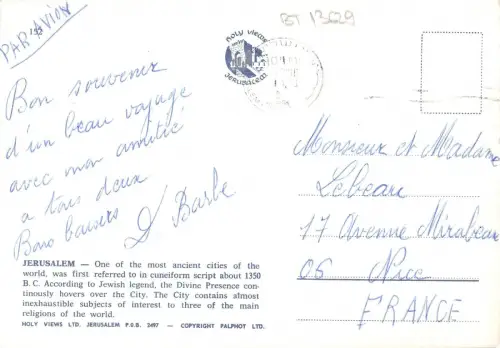 BT 13629
152
PAR AVION
HOLY VIEWS
JERUSALEM
Bon souvenir
d'un beau voyage
avec mon amitié
a tous deux
Bons baisers D Barbe
Monsieur et Madame
Lebeau
17 Avenue Mirabeau
06 Nice
FRANCE
JERUSALEM — One of the most ancient cities of the
world, was first referred to in cuneiform script about 1350
B.C. According to Jewish legend, the Divine Presence con-
tinously hovers over the City. The City contains almost
inexhaustible subjects of interest to three of the main
religions of the world.
HOLY VIEWS LTD. JERUSALEM P.O.B. 2497 — COPYRIGHT PALPHOT LTD.